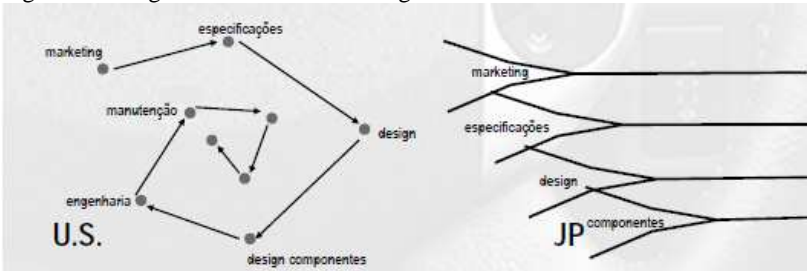 especificações
marketing
manutenção
design
engenharia
U.S.
design componentes
marketing
especificações
design
componentes
JP